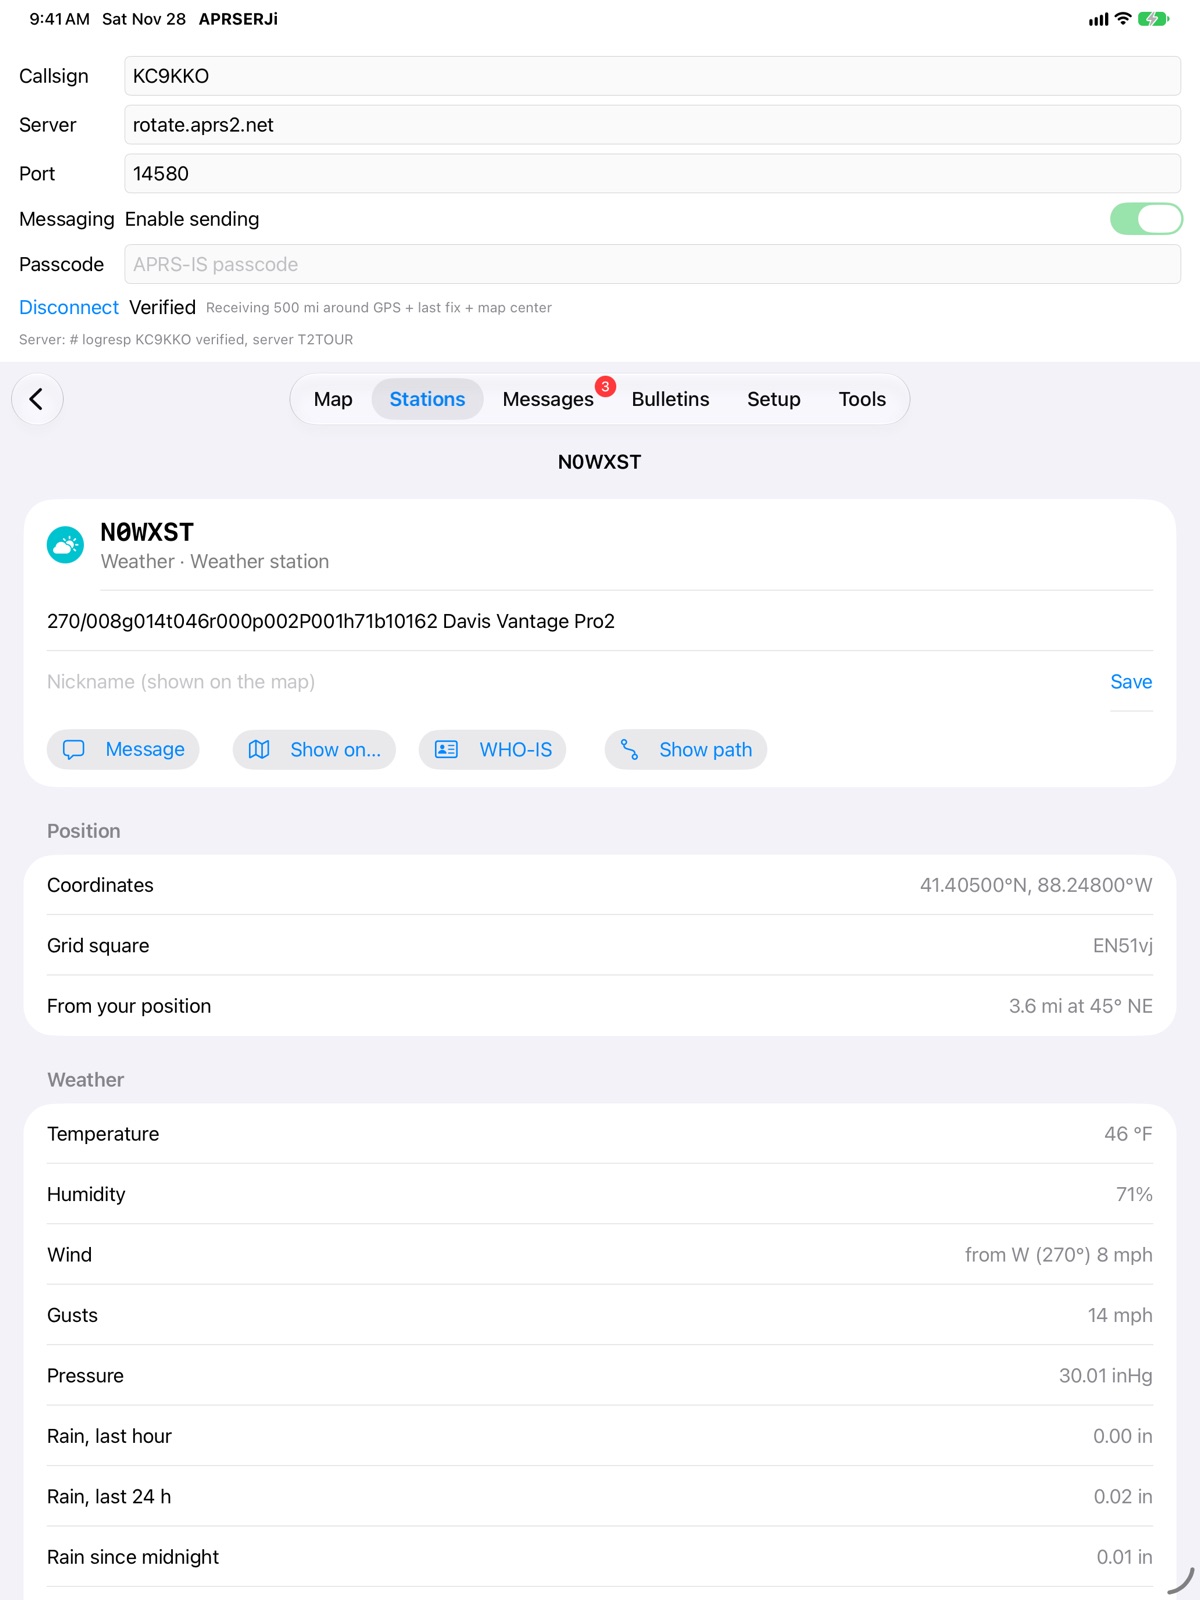 9:41 AM Sat Nov 28 APRSERJi
Callsign KC9KKO
Server rotate.aprs2.net
Port 14580
Messaging Enable sending
Passcode APRS-IS passcode
Disconnect Verified Receiving 500 mi around GPS + last fix + map center
Server: # logresp KC9KKO verified, server T2TOUR
Map Stations Messages 3 Bulletins Setup Tools
N0WXST
N0WXST
Weather · Weather station
270/008g014t046r000p002P001h71b10162 Davis Vantage Pro2
Nickname (shown on the map) Save
Message Show on... WHO-IS Show path
Position
Coordinates 41.40500°N, 88.24800°W
Grid square EN51vj
From your position 3.6 mi at 45° NE
Weather
Temperature 46 °F
Humidity 71%
Wind from W (270°) 8 mph
Gusts 14 mph
Pressure 30.01 inHg
Rain, last hour 0.00 in
Rain, last 24 h 0.02 in
Rain since midnight 0.01 in